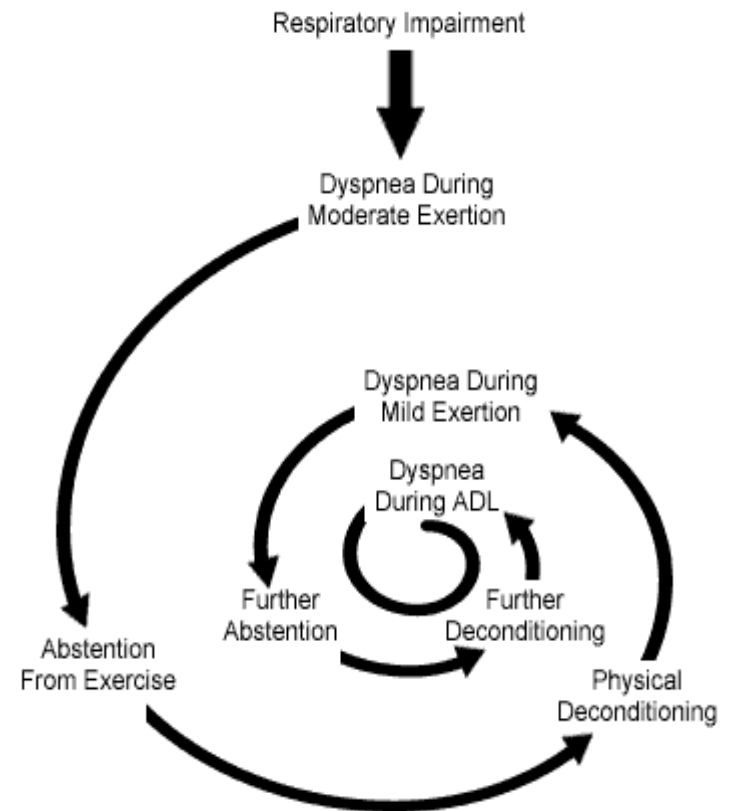 Respiratory Impairment
Dyspnea During
Moderate Exertion
Dyspnea During
Mild Exertion
Dyspnea
During ADL
Further
Abstention
Further
Deconditioning
Abstention
From Exercise
Physical
Deconditioning